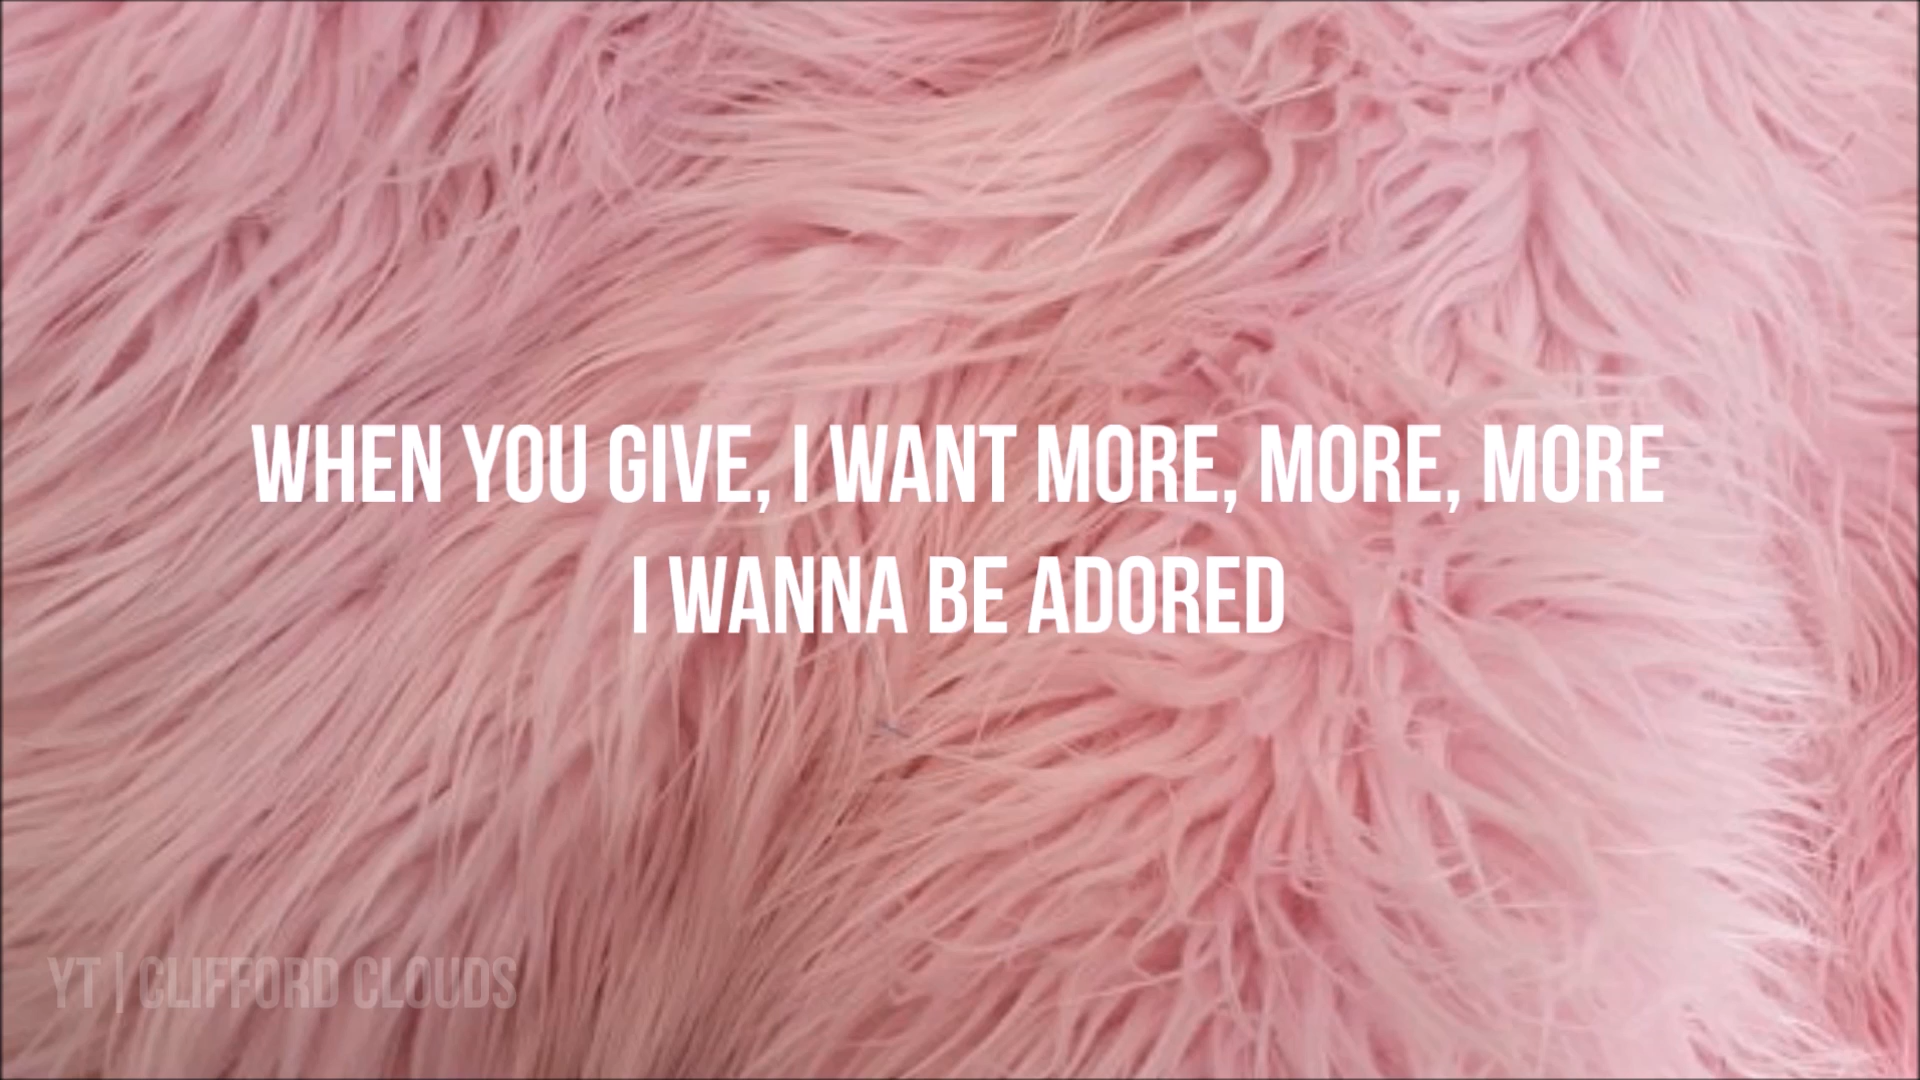 WHEN YOU GIVE, I WANT MORE, MORE, MORE
I WANNA BE ADORED
YT | CLIFFORD CLOUDS